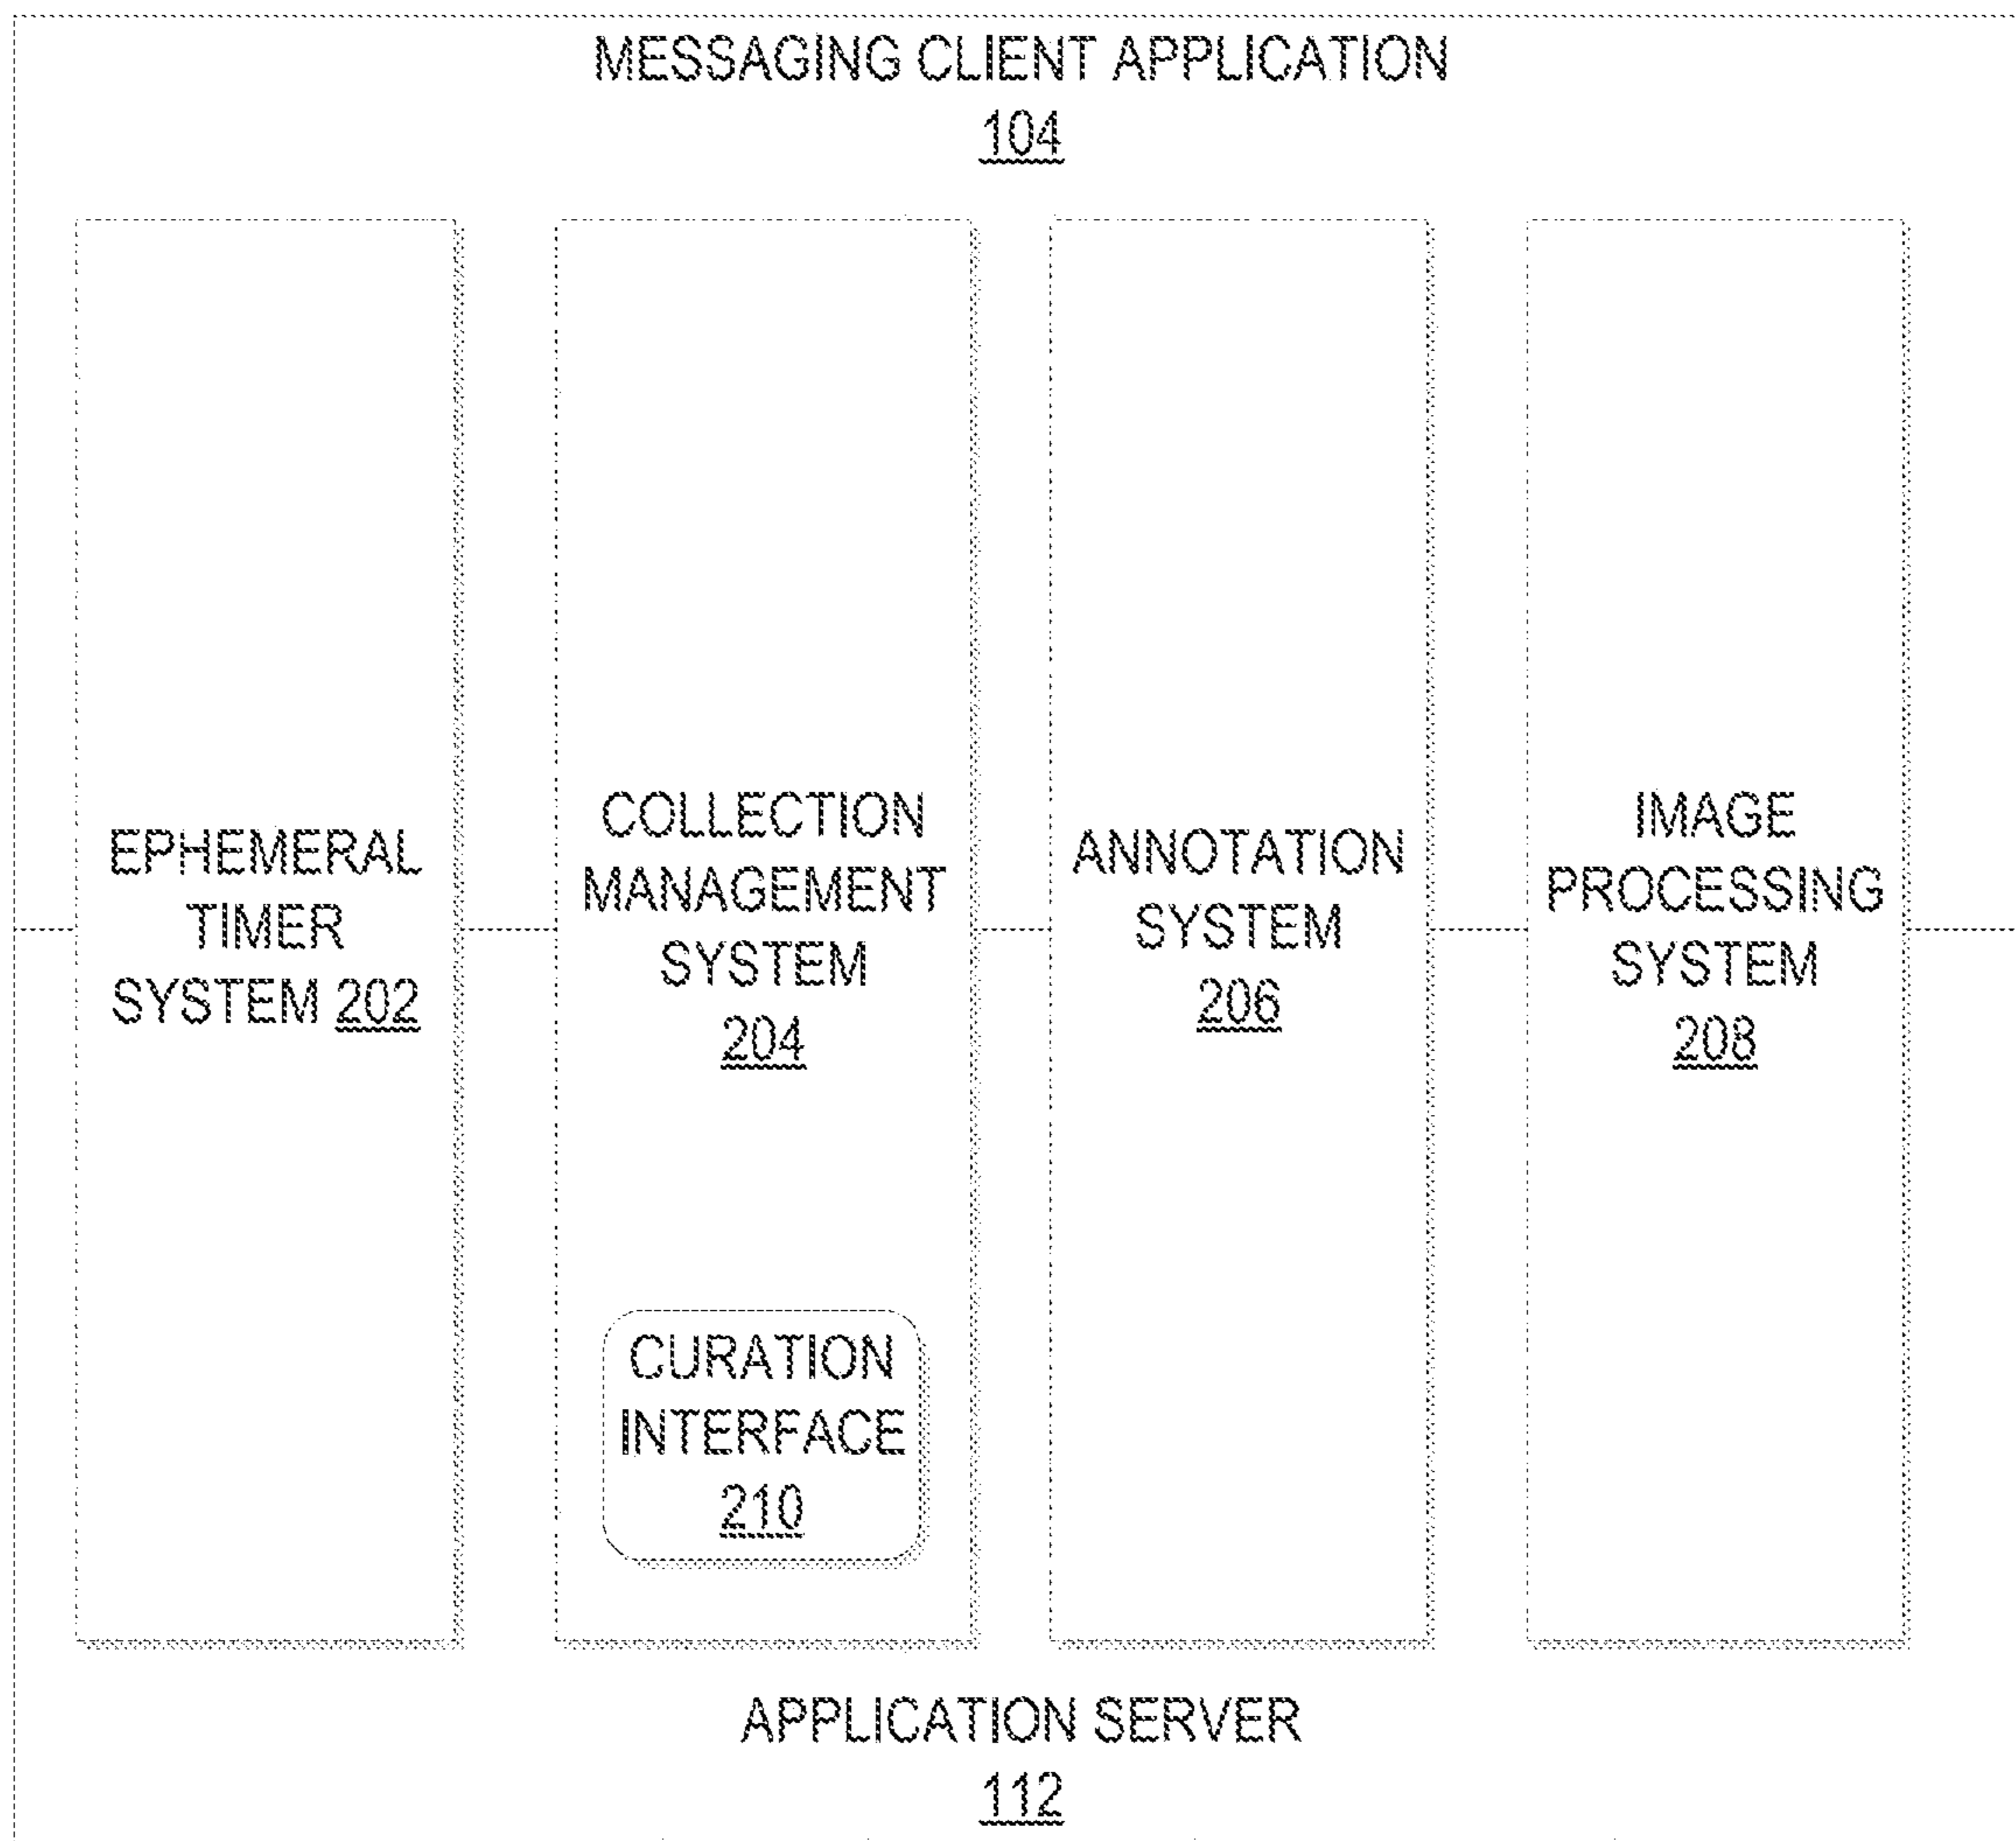 MESSAGING CLIENT APPLICATION
104
EPHEMERAL
TIMER
SYSTEM 202
COLLECTION
MANAGEMENT
SYSTEM
204
CURATION
INTERFACE
210
ANNOTATION
SYSTEM
206
IMAGE
PROCESSING
SYSTEM
208
APPLICATION SERVER
112